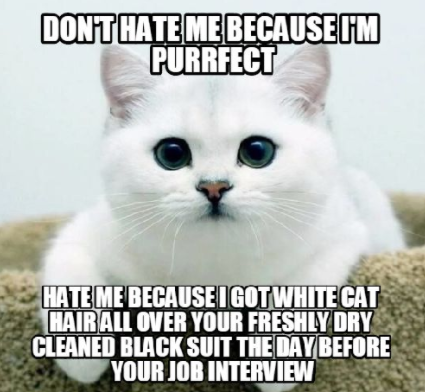 DON'T HATE ME BECAUSE I'M
PURRFECT
HATE ME BECAUSE I GOT WHITE CAT
HAIR ALL OVER YOUR FRESHLY DRY
CLEANED BLACK SUIT THE DAY BEFORE
YOUR JOB INTERVIEW